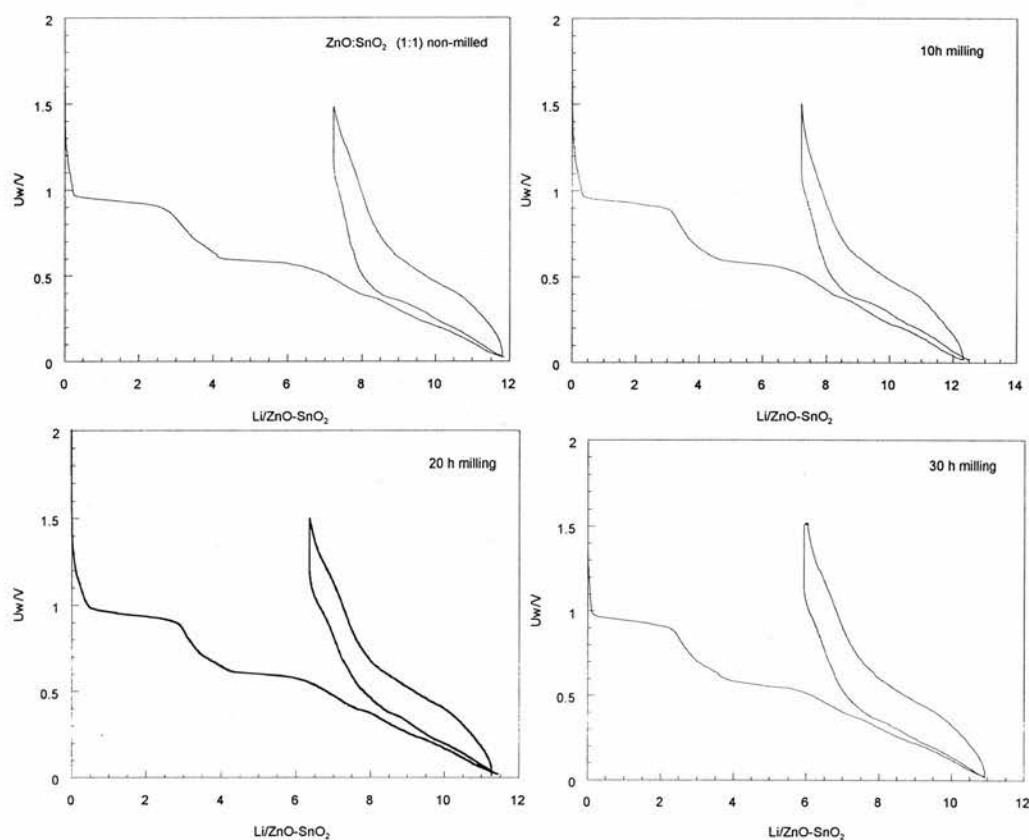 ZnO:SnO₂ (1:1) non-milled
2
1.5
1
0.5
0
Uw/V
0 2 4 6 8 10 12
Li/ZnO-SnO₂
10h milling
2
1.5
1
0.5
0
Uw/V
0 2 4 6 8 10 12 14
Li/ZnO-SnO₂
20 h milling
2
1.5
1
0.5
0
Uw/V
0 2 4 6 8 10 12
Li/ZnO-SnO₂
30 h milling
2
1.5
1
0.5
0
Uw/V
0 2 4 6 8 10 12
Li/ZnO-SnO₂